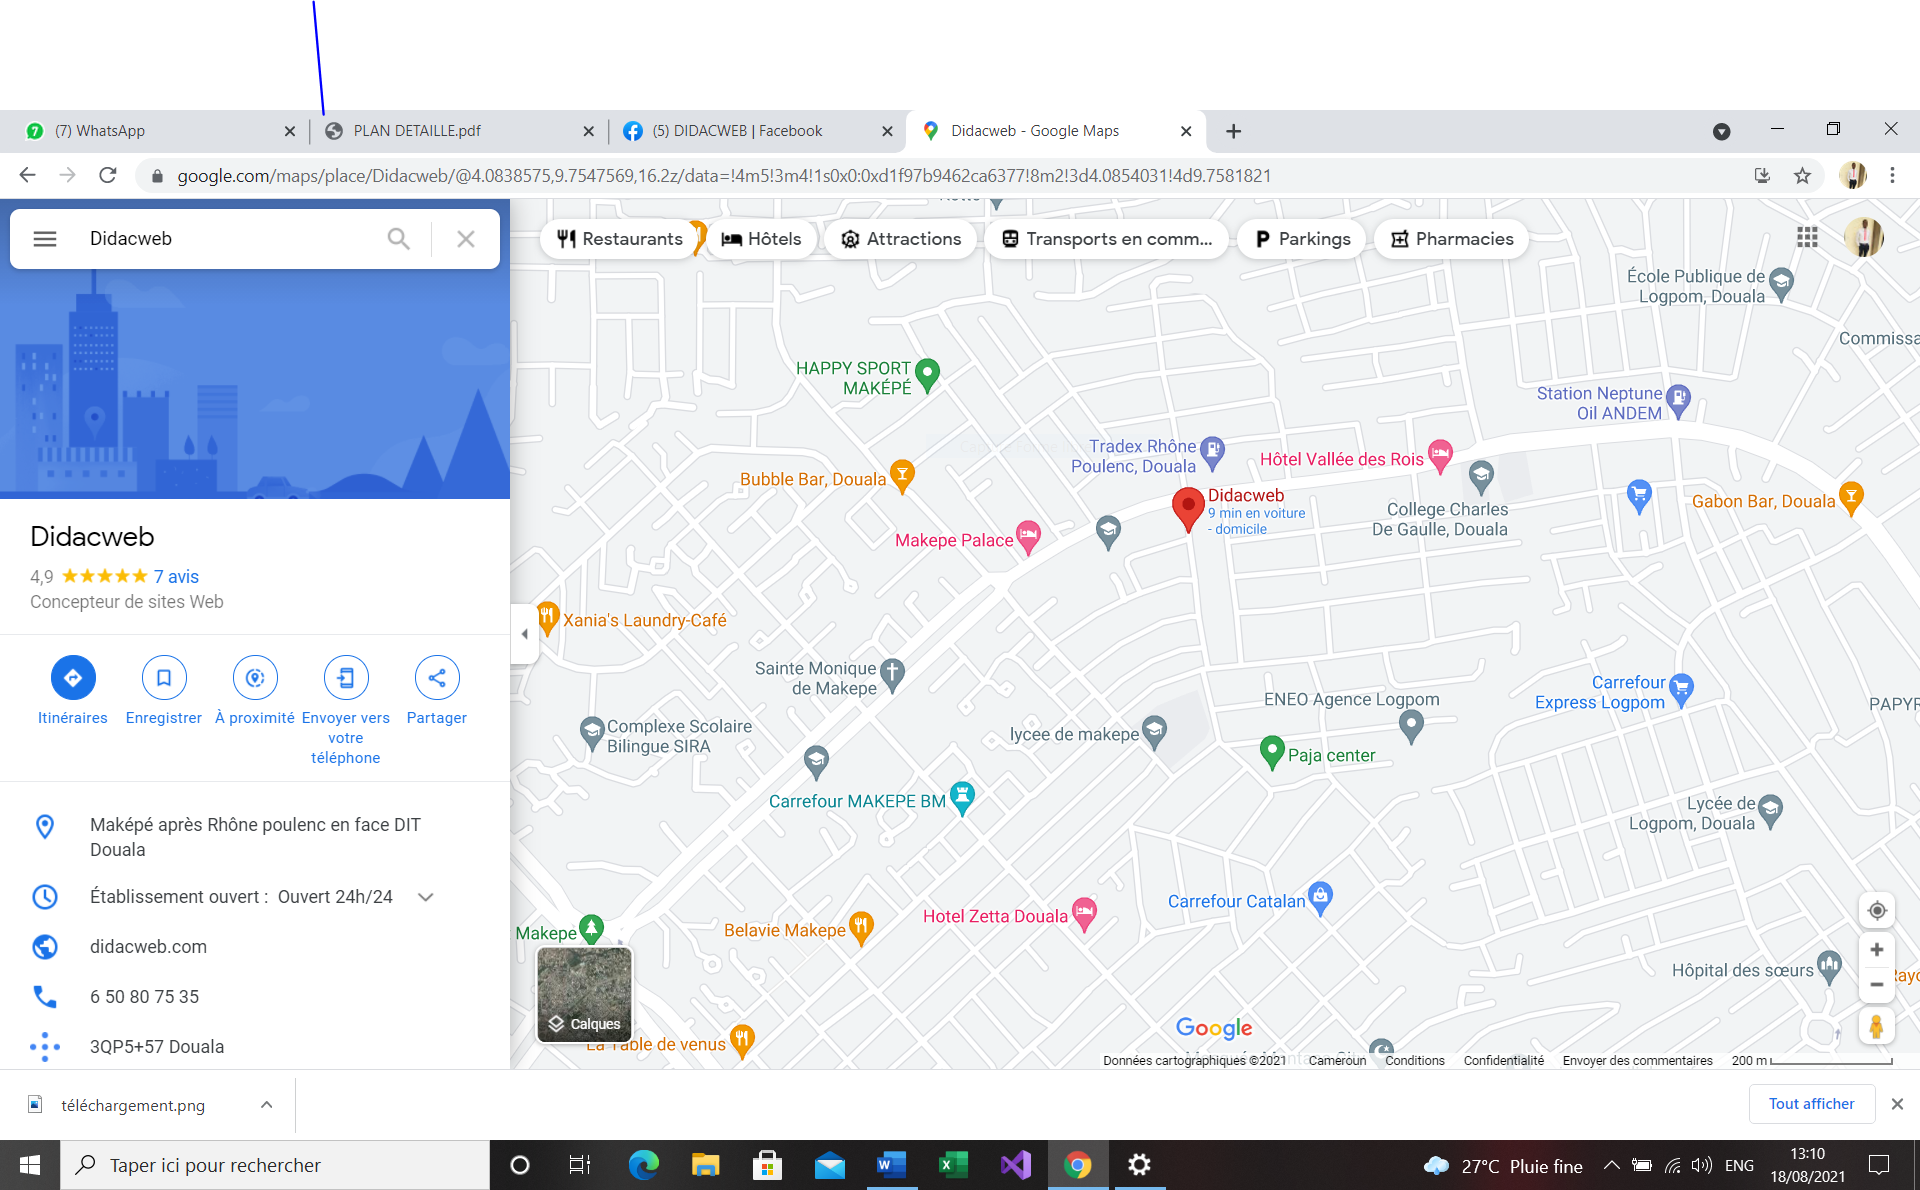 (7) WhatsApp
PLAN DETAILLE.pdf
(5) DIDACWEB | Facebook
Didacweb - Google Maps
google.com/maps/place/Didacweb/@4.0838575,9.7547569,16.2z/data=!4m5!3m4!1s0x0:0xd1f97b9462ca6377!8m2!3d4.0854031!4d9.7581821
Didacweb
Restaurants
Hôtels
Attractions
Transports en comm...
Parkings
Pharmacies
École Publique de
Logpom, Douala
Commissa
HAPPY SPORT
MAKÉPÉ
Station Neptune
Oil ANDEM
Tradex Rhône
Poulenc, Douala
Hôtel Vallée des Rois
Bubble Bar, Douala
Didacweb
9 min en voiture
- domicile
College Charles
De Gaulle, Douala
Gabon Bar, Douala
Makepe Palace
Xania's Laundry-Café
Sainte Monique
de Makepe
Carrefour
Express Logpom
ENEO Agence Logpom
PAPYR
Complexe Scolaire
Bilingue SIRA
lycee de makepe
Paja center
Carrefour MAKEPE BM
Lycée de
Logpom, Douala
Carrefour Catalan
Hotel Zetta Douala
Belavie Makepe
Makepe
Hôpital des sœurs
Rayo
La Table de venus
Calques
Google
Données cartographiques ©2021
Cameroun
Conditions
Confidentialité
Envoyer des commentaires
200 m
Didacweb
4,9
7 avis
Concepteur de sites Web
Itinéraires
Enregistrer
À proximité
Envoyer vers
votre
téléphone
Partager
Maképé après Rhône poulenc en face DIT
Douala
Établissement ouvert : Ouvert 24h/24
didacweb.com
6 50 80 75 35
3QP5+57 Douala
téléchargement.png
Tout afficher
Taper ici pour rechercher
27°C Pluie fine
ENG
13:10
18/08/2021